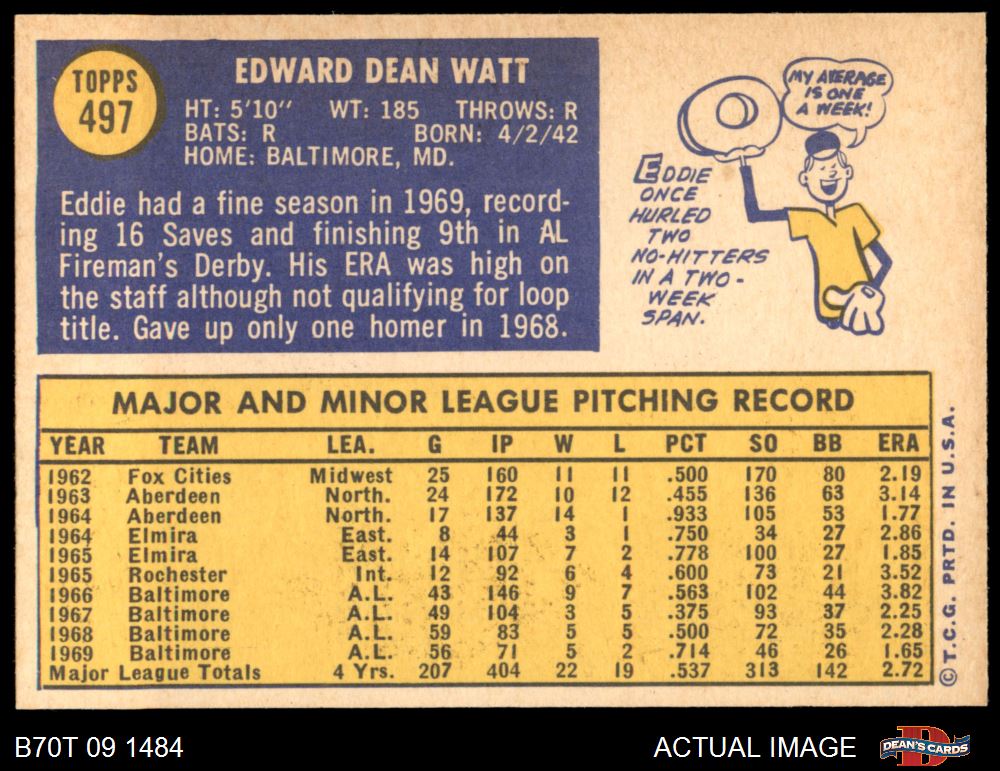 TOPPS
497
EDWARD DEAN WATT
HT: 5'10" WT: 185 THROWS: R
BATS: R BORN: 4/2/42
HOME: BALTIMORE, MD.
Eddie had a fine season in 1969, record-
ing 16 Saves and finishing 9th in AL
Fireman's Derby. His ERA was high on
the staff although not qualifying for loop
title. Gave up only one homer in 1968.
MY AVERAGE
IS ONE
A WEEK!
EDDIE
ONCE
HURLED
TWO
NO-HITTERS
IN A TWO-
WEEK
SPAN.
MAJOR AND MINOR LEAGUE PITCHING RECORD
YEAR TEAM LEA. G IP W L PCT SO BB ERA
1962 Fox Cities Midwest 25 160 11 11 .500 170 80 2.19
1963 Aberdeen North. 24 172 10 12 .455 136 63 3.14
1964 Aberdeen North. 17 137 14 1 .933 105 53 1.77
1964 Elmira East. 8 44 3 1 .750 34 27 2.86
1965 Elmira East. 14 107 7 2 .778 100 27 1.85
1965 Rochester Int. 12 92 6 4 .600 73 21 3.52
1966 Baltimore A.L. 43 146 9 7 .563 102 44 3.82
1967 Baltimore A.L. 49 104 3 5 .375 93 37 2.25
1968 Baltimore A.L. 59 83 5 5 .500 72 35 2.28
1969 Baltimore A.L. 56 71 5 2 .714 46 26 1.65
Major League Totals 4 Yrs. 207 404 22 19 .537 313 142 2.72
© T.C.G. PRTD. IN U.S.A.
B70T 09 1484
ACTUAL IMAGE
DEAN'S CARDS